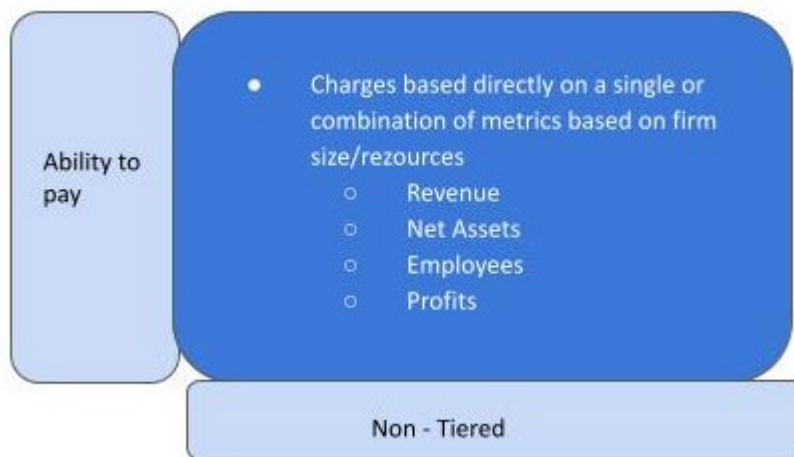 Ability to
pay
● Charges based directly on a single or
combination of metrics based on firm
size/rezources
○ Revenue
○ Net Assets
○ Employees
○ Profits
Non - Tiered